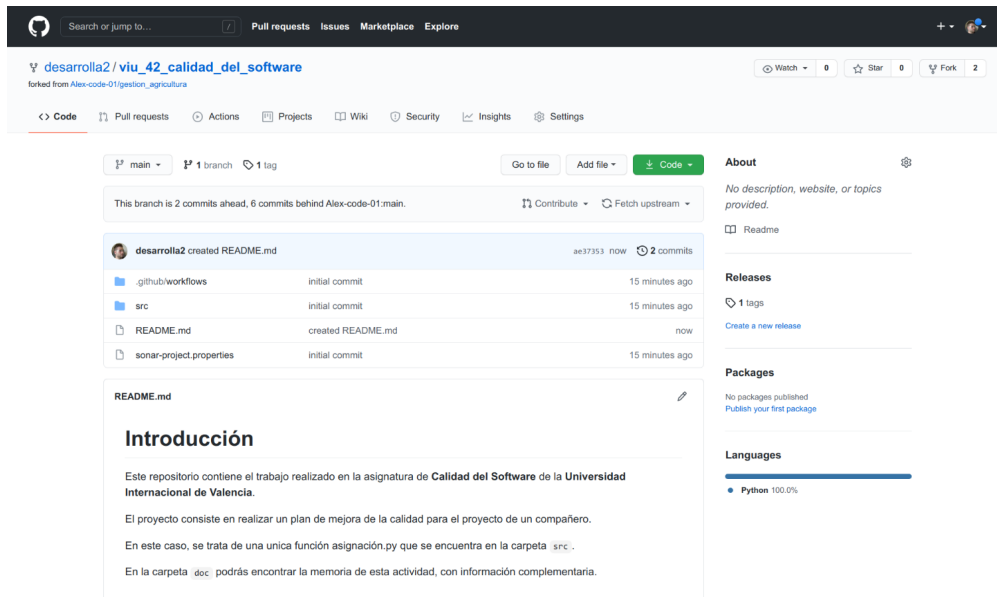 Search or jump to... /
Pull requests Issues Marketplace Explore
desarrolla2 / viu_42_calidad_del_software
forked from Alex-code-01/gestion_agricultura
Watch 0 Star 0 Fork 2
<> Code Pull requests Actions Projects Wiki Security Insights Settings
main 1 branch 1 tag Go to file Add file Code
This branch is 2 commits ahead, 6 commits behind Alex-code-01:main. Contribute Fetch upstream
desarrolla2 created README.md ae37353 now 2 commits
.github/workflows initial commit 15 minutes ago
src initial commit 15 minutes ago
README.md created README.md now
sonar-project.properties initial commit 15 minutes ago
README.md
Introducción
Este repositorio contiene el trabajo realizado en la asignatura de Calidad del Software de la Universidad
Internacional de Valencia.
El proyecto consiste en realizar un plan de mejora de la calidad para el proyecto de un compañero.
En este caso, se trata de una unica función asignación.py que se encuentra en la carpeta src .
En la carpeta doc podrás encontrar la memoria de esta actividad, con información complementaria.
About
No description, website, or topics
provided.
Readme
Releases
1 tags
Create a new release
Packages
No packages published
Publish your first package
Languages
Python 100.0%